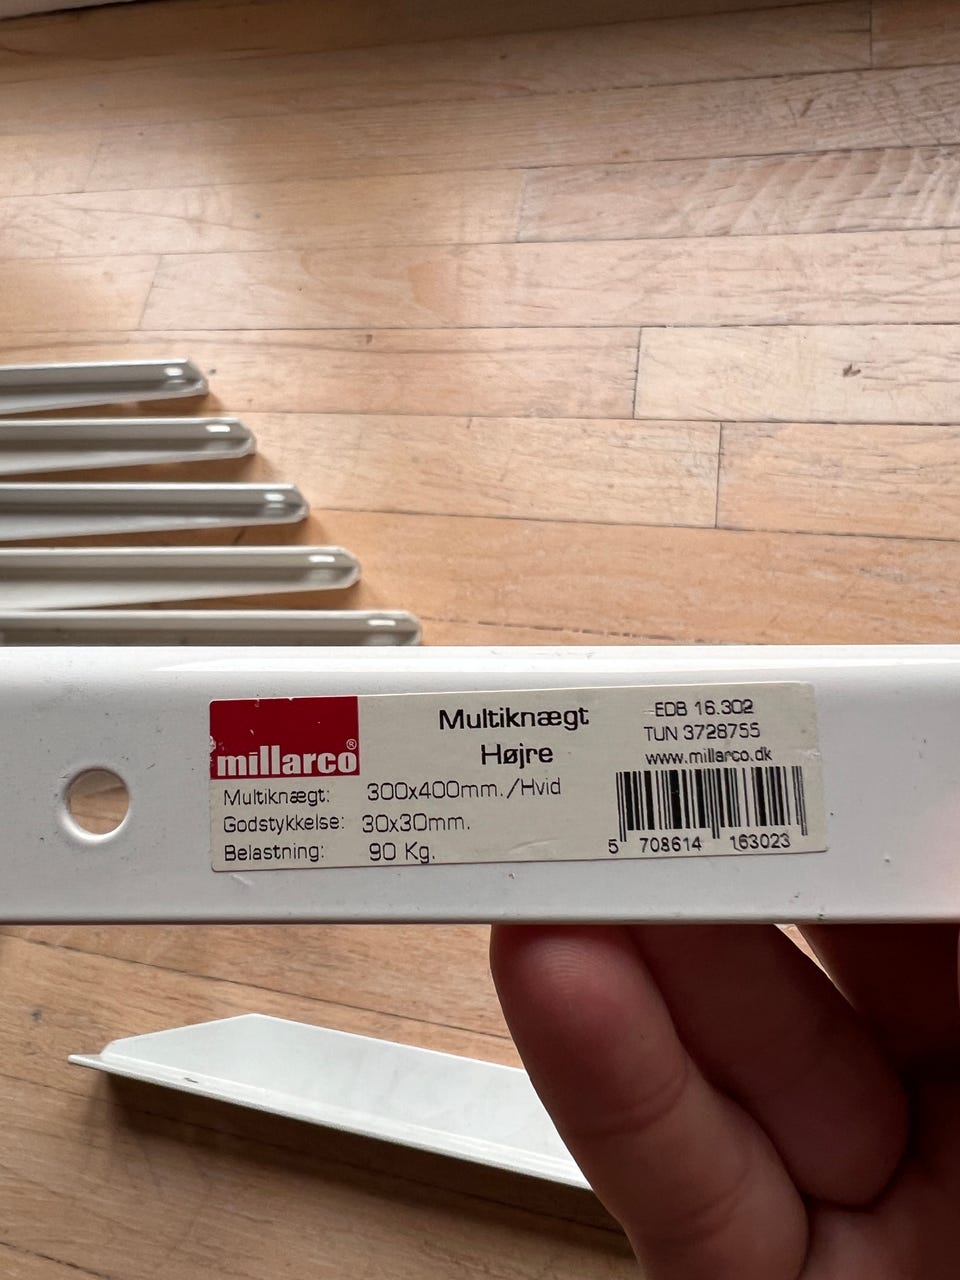 millarco®
Multiknægt
Højre
Multiknægt: 300x400mm./Hvid
Godstykkelse: 30x30mm.
Belastning: 90 Kg.
EDB 16.302
TUN 3728755
www.millarco.dk
5 708614 163023